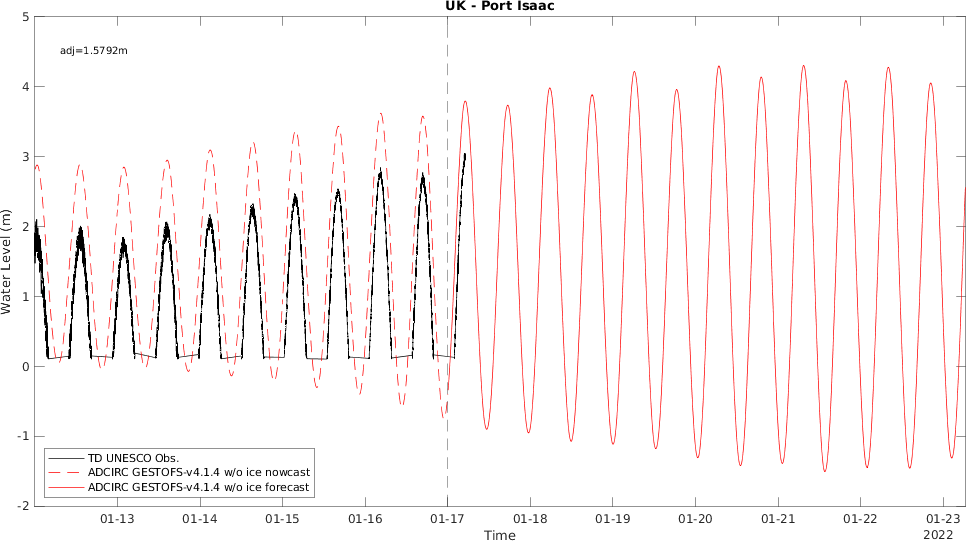 UK - Port Isaac
adj=1.5792m
5
4
3
2
1
0
-1
-2
Water Level (m)
TD UNESCO Obs.
ADCIRC GESTOFS-v4.1.4 w/o ice nowcast
ADCIRC GESTOFS-v4.1.4 w/o ice forecast
01-13 01-14 01-15 01-16 01-17 01-18 01-19 01-20 01-21 01-22 01-23
Time
2022